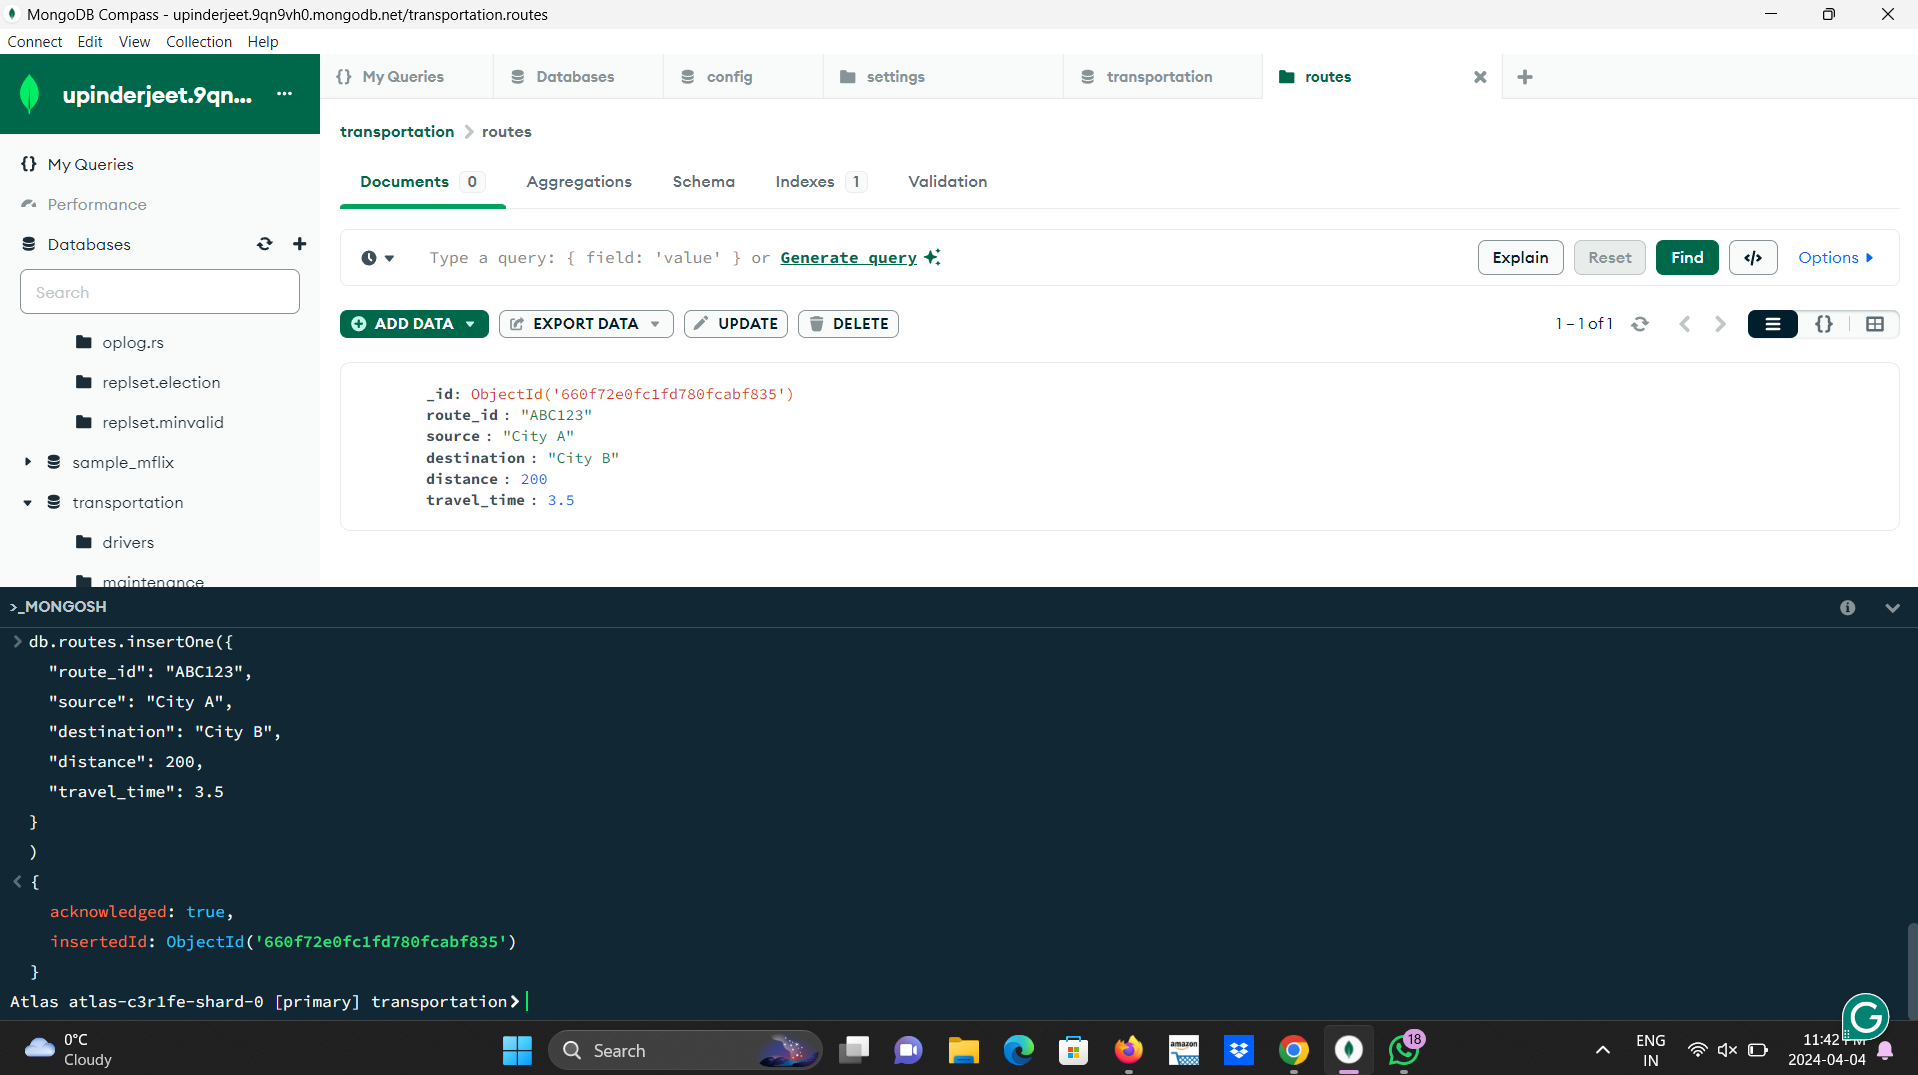 MongoDB Compass - upinderjeet.9qn9vh0.mongodb.net/transportation.routes
Connect Edit View Collection Help
upinderjeet.9qn...
{} My Queries
Databases
config
settings
transportation
routes
transportation > routes
My Queries
Performance
Databases
Search
oplog.rs
replset.election
replset.minvalid
sample_mflix
transportation
drivers
maintenance
Documents 0 Aggregations Schema Indexes 1 Validation
Type a query: { field: 'value' } or Generate query
Explain Reset Find </> Options
ADD DATA EXPORT DATA UPDATE DELETE
1 – 1 of 1
_id: ObjectId('660f72e0fc1fd780fcabf835')
route_id : "ABC123"
source : "City A"
destination : "City B"
distance : 200
travel_time : 3.5
>_MONGOSH
> db.routes.insertOne({
"route_id": "ABC123",
"source": "City A",
"destination": "City B",
"distance": 200,
"travel_time": 3.5
}
)
< {
acknowledged: true,
insertedId: ObjectId('660f72e0fc1fd780fcabf835')
}
Atlas atlas-c3r1fe-shard-0 [primary] transportation>
0°C
Cloudy
Search
amazon
18
ENG
IN
11:42
2024-04-04